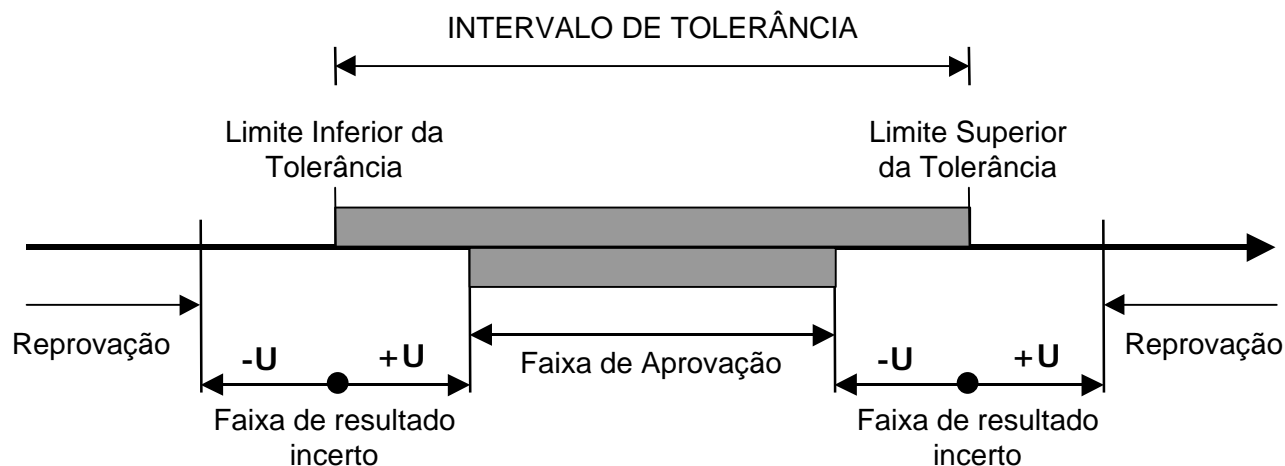 INTERVALO DE TOLERÂNCIA
Limite Inferior da
Tolerância
Limite Superior
da Tolerância
Reprovação
-U +U
Faixa de Aprovação
-U +U
Reprovação
Faixa de resultado
incerto
Faixa de resultado
incerto